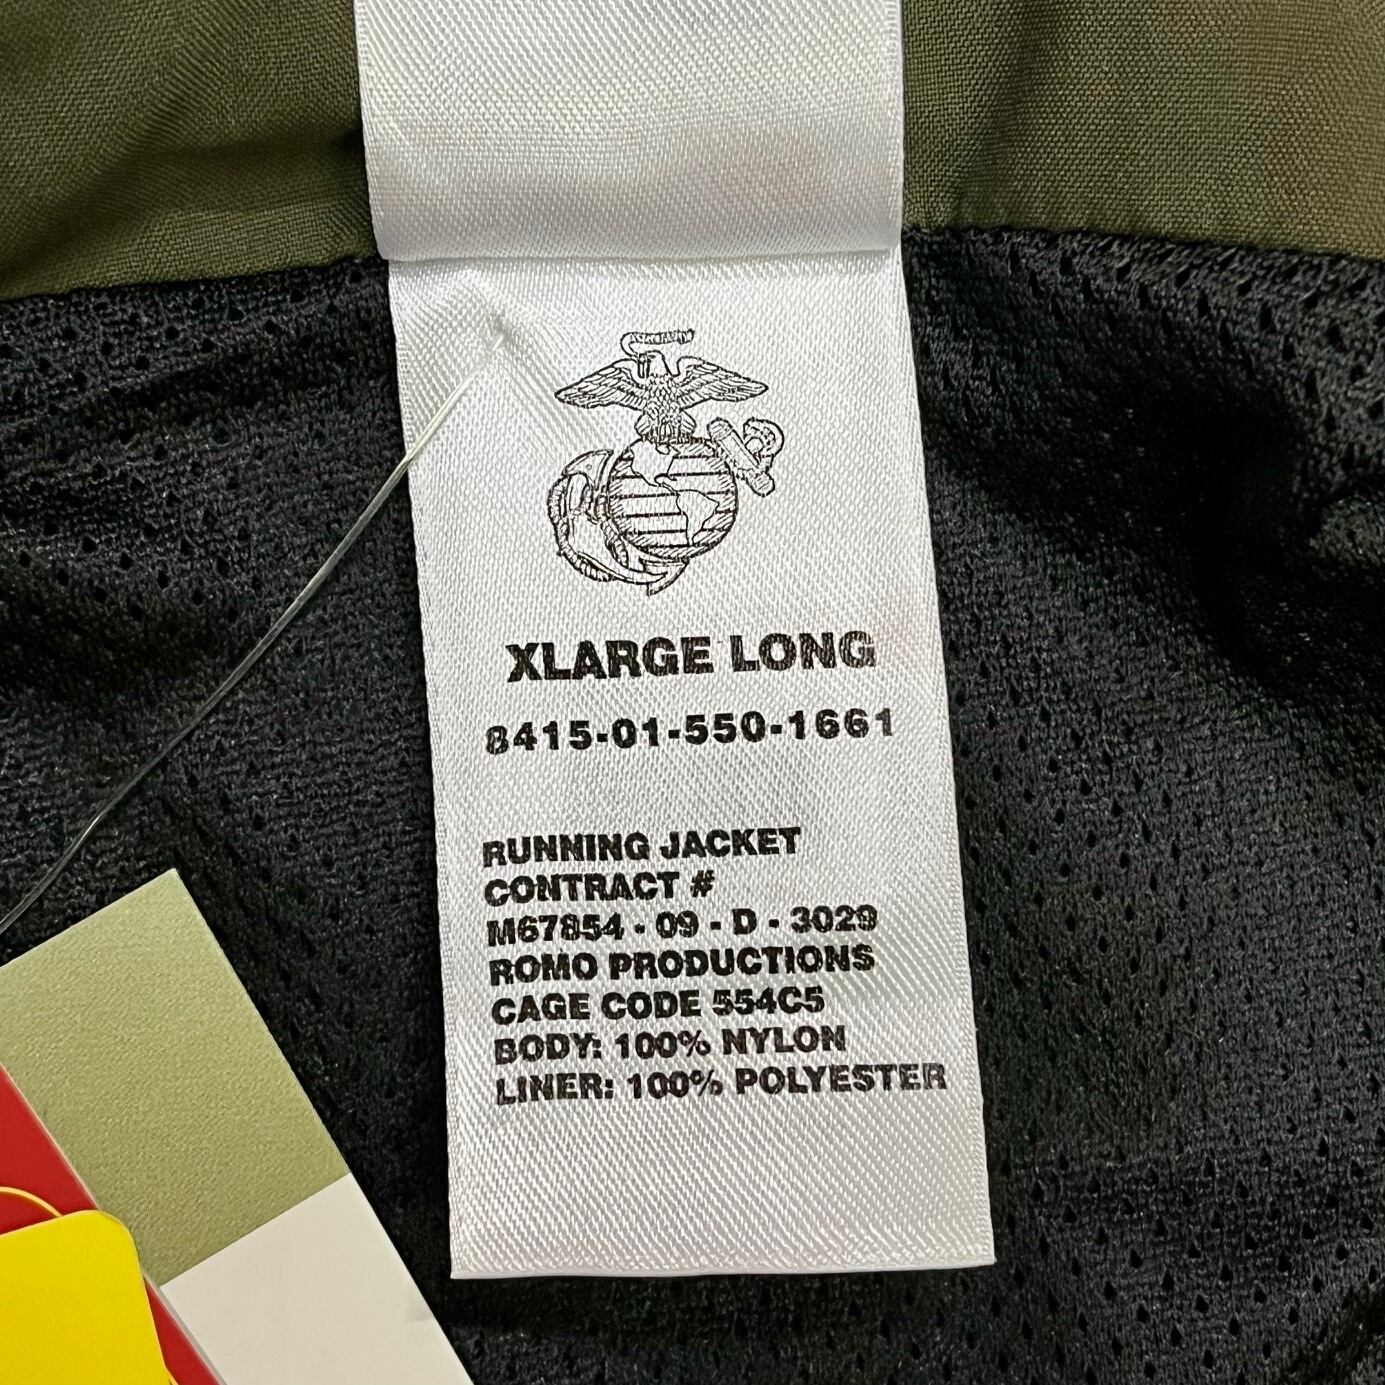 XLARGE LONG
8415-01-550-1661
RUNNING JACKET
CONTRACT #
M67854 - 09 - D - 3029
ROMO PRODUCTIONS
CAGE CODE 554C5
BODY: 100% NYLON
LINER: 100% POLYESTER